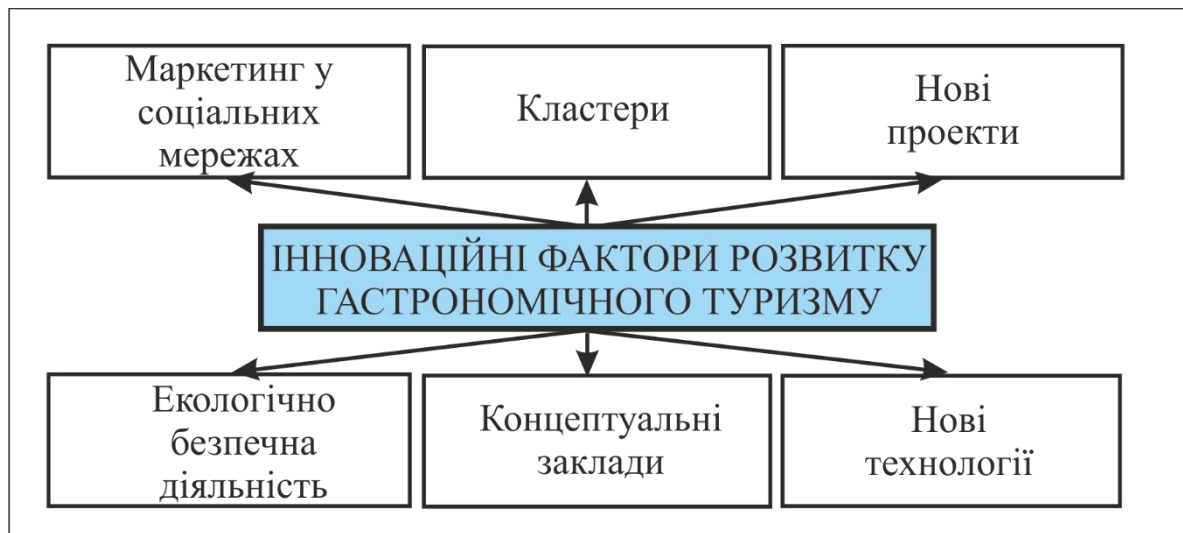 Маркетинг у
соціальних
мережах
Кластери
Нові
проекти
ІННОВАЦІЙНІ ФАКТОРИ РОЗВИТКУ
ГАСТРОНОМІЧНОГО ТУРИЗМУ
Екологічно
безпечна
діяльність
Концептуальні
заклади
Нові
технології